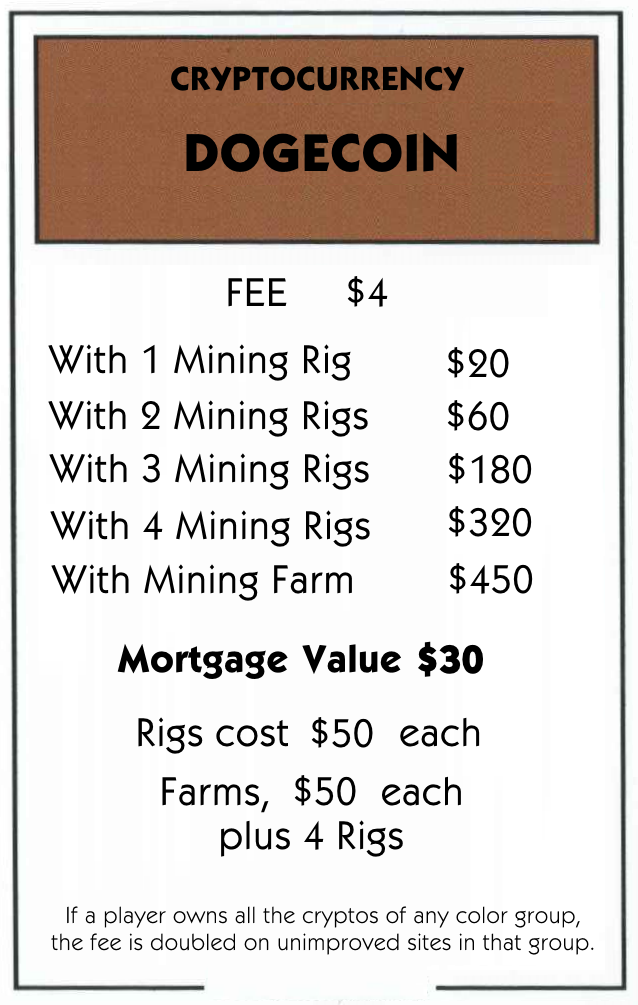 CRYPTOCURRENCY
DOGECOIN
FEE $4
With 1 Mining Rig $20
With 2 Mining Rigs $60
With 3 Mining Rigs $180
With 4 Mining Rigs $320
With Mining Farm $450
Mortgage Value $30
Rigs cost $50 each
Farms, $50 each
plus 4 Rigs
If a player owns all the cryptos of any color group,
the fee is doubled on unimproved sites in that group.